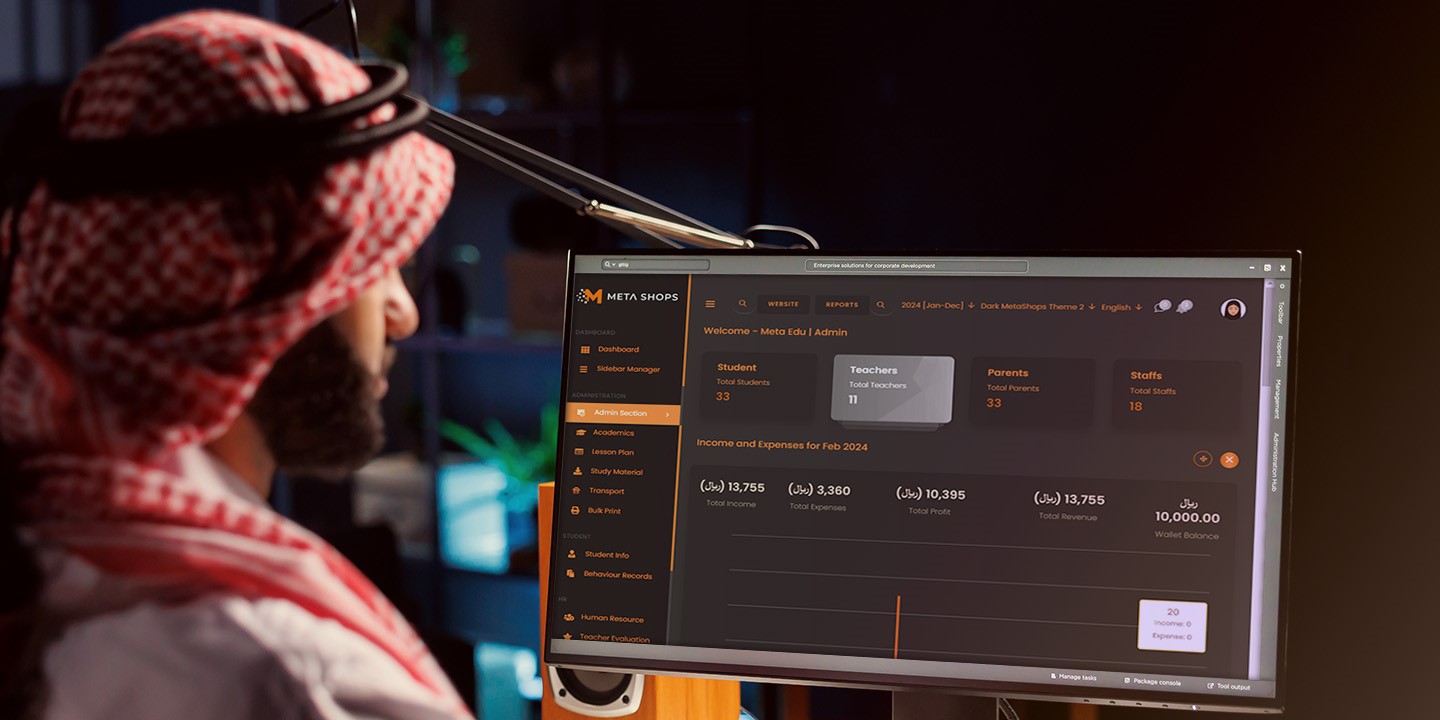 Enterprise solutions for corporate development
META SHOPS
WEBSITE
REPORTS
2024 [Jan-Dec]
Dark MetaShops Theme 2
English
Welcome - Meta Edu | Admin
DASHBOARD
Dashboard
Sidebar Manager
ADMINISTRATION
Admin Section
Academics
Lesson Plan
Study Material
Transport
Bulk Print
STUDENT
Student Info
Behaviour Records
HR
Human Resource
Teacher Evaluation
Student
Total Students
33
Teachers
Total Teachers
11
Parents
Total Parents
33
Staffs
Total Staffs
18
Income and Expenses for Feb 2024
(ريال) 13,755
Total Income
(ريال) 3,360
Total Expenses
(ريال) 10,395
Total Profit
(ريال) 13,755
Total Revenue
ريال
10,000.00
Wallet Balance
20
Income: 0
Expense: 0
Toolbar
Properties
Management
Administration Hub
Manage tasks
Package console
Tool output